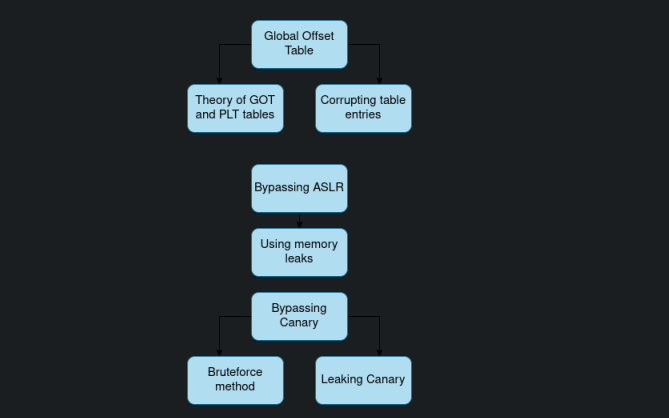 Global Offset
Table
Theory of GOT
and PLT tables
Corrupting table
entries
Bypassing ASLR
Using memory
leaks
Bypassing
Canary
Bruteforce
method
Leaking Canary